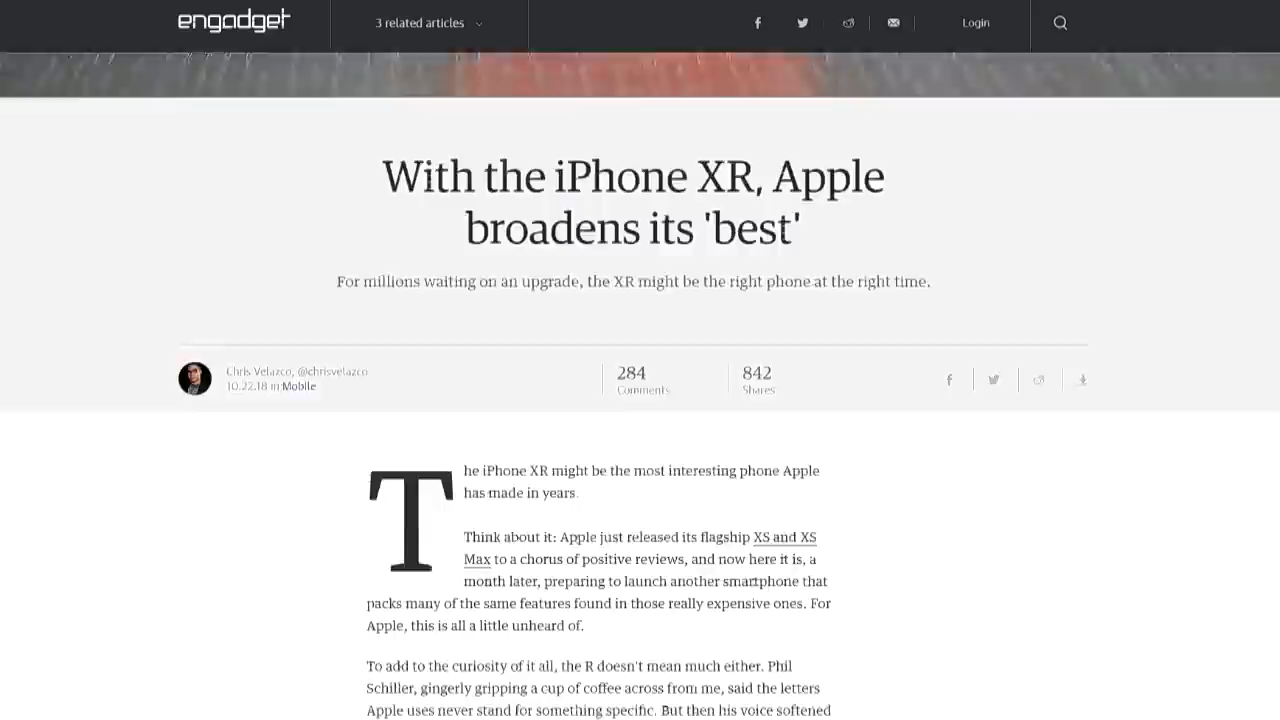 engadget
3 related articles
Login
With the iPhone XR, Apple
broadens its 'best'
For millions waiting on an upgrade, the XR might be the right phone at the right time.
Chris Velazco, @chrisvelazco
10.22.18 in Mobile
284
Comments
842
Shares
The iPhone XR might be the most interesting phone Apple
has made in years.
Think about it: Apple just released its flagship XS and XS
Max to a chorus of positive reviews, and now here it is, a
month later, preparing to launch another smartphone that
packs many of the same features found in those really expensive ones. For
Apple, this is all a little unheard of.
To add to the curiosity of it all, the R doesn't mean much either. Phil
Schiller, gingerly gripping a cup of coffee across from me, said the letters
Apple uses never stand for something specific. But then his voice softened